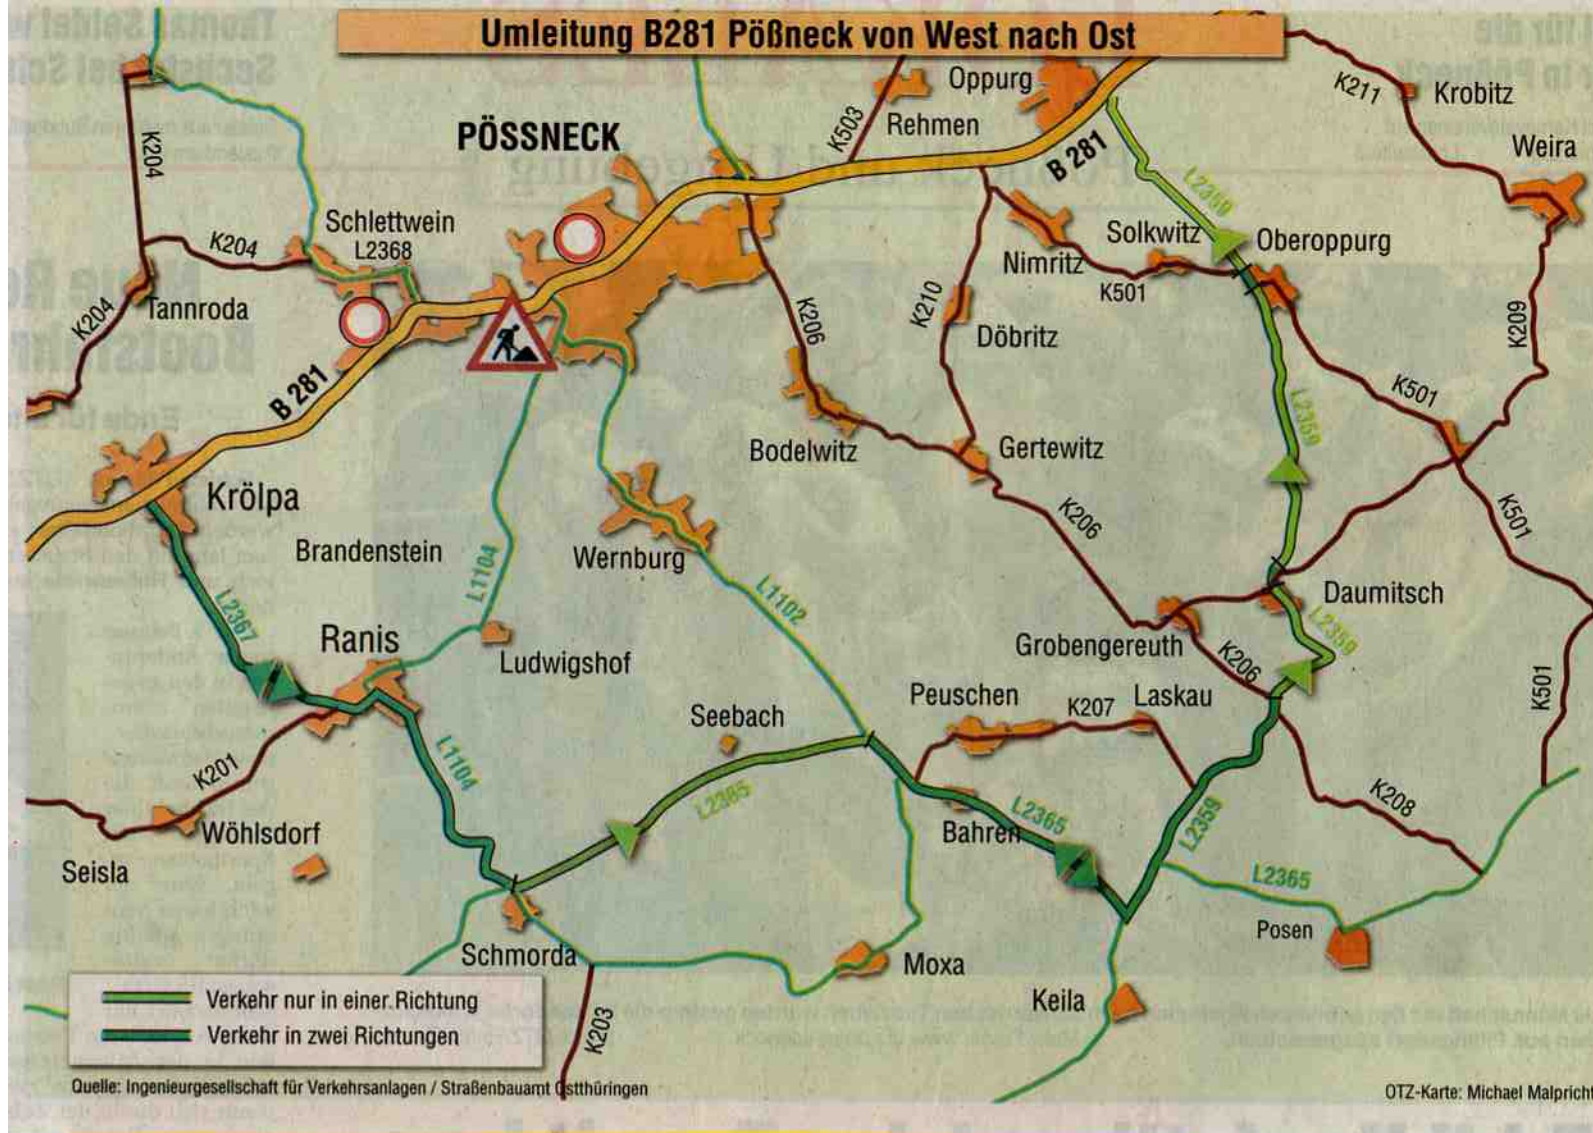 Umleitung B281 Pößneck von West nach Ost
Oppurg
K211
Krobitz
K503
Rehmen
PÖSSNECK
K204
B 281
Weira
L2359
Schlettwein
L2368
K204
Solkwitz
Oberoppurg
Nimritz
K501
Tannroda
K204
K206
K210
Döbritz
K209
B 281
K501
Bodelwitz
Gertewitz
L2359
Krölpa
K206
K501
Brandenstein
Wernburg
L1104
L1102
Daumitsch
L2367
Ranis
Ludwigshof
Grobengereuth
L2359
K206
Peuschen
Laskau
K207
K501
Seebach
K201
L1104
L2365
K208
Wöhlsdorf
Bahren
L2365
L2359
Seisla
L2365
Posen
Schmorda
Moxa
Keila
K203
Verkehr nur in einer Richtung
Verkehr in zwei Richtungen
Quelle: Ingenieurgesellschaft für Verkehrsanlagen / Straßenbauamt Ostthüringen
OTZ-Karte: Michael Malpricht